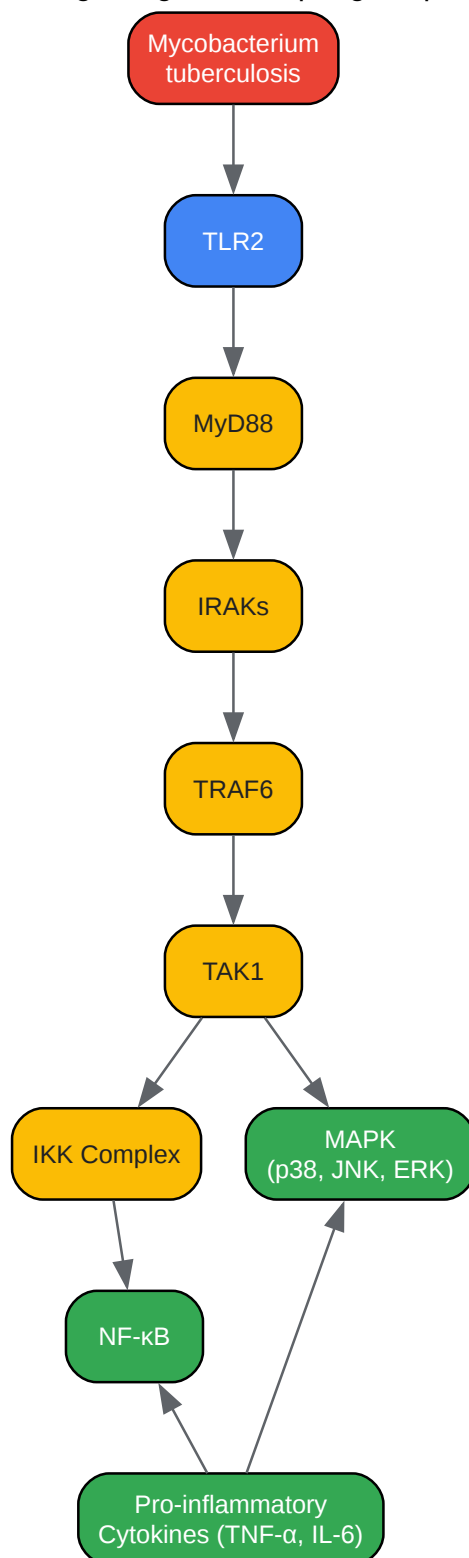 Mycobacterium
tuberculosis
TLR2
MyD88
IRAKs
TRAF6
TAK1
IKK Complex
MAPK
(p38, JNK, ERK)
NF-κB
Pro-inflammatory
Cytokines (TNF-α, IL-6)